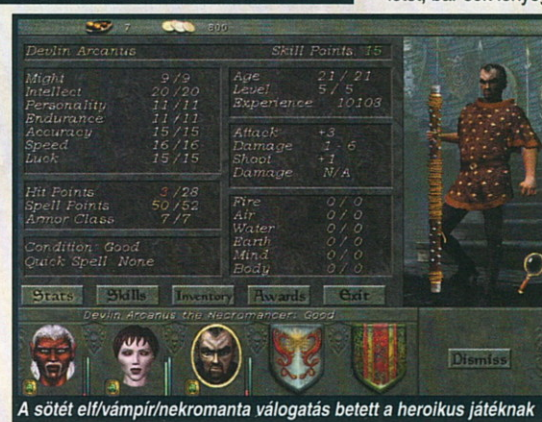 7 800
Devlin Arcanus Skill Points: 15
Might 9 / 9
Intellect 20 / 20
Personality 11 / 11
Endurance 11 / 11
Accuracy 15 / 15
Speed 16 / 16
Luck 15 / 15
Hit Points 3 / 28
Spell Points 50 / 52
Armor Class 7 / 7
Condition: Good
Quick Spell: None
Age 21 / 21
Level 5 / 5
Experience 10103
Attack +3
Damage 1 - 6
Shoot +1
Damage N/A
Fire 0 / 0
Air 0 / 0
Water 0 / 0
Earth 0 / 0
Mind 0 / 0
Body 0 / 0
Stats Skills Inventory Awards Exit
Devlin Arcanus the Necromancer: Good
Dismiss
A sötét elf/vámpír/nekromanta válogatás betett a heroikus játéknak